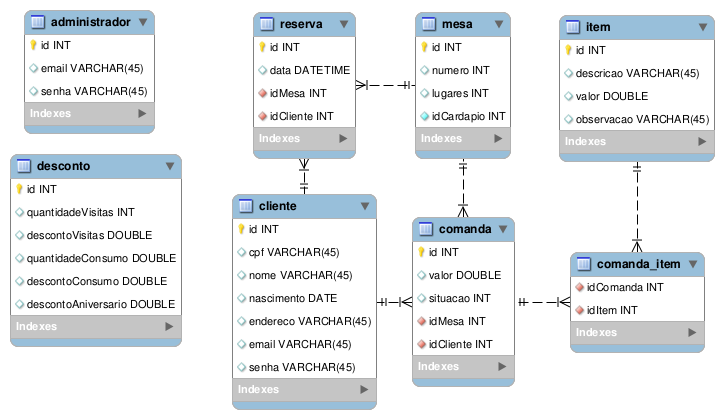 administrador
id INT
email VARCHAR(45)
senha VARCHAR(45)
Indexes
reserva
id INT
data DATETIME
idMesa INT
idCliente INT
Indexes
mesa
id INT
numero INT
lugares INT
idCardapio INT
Indexes
item
id INT
descricao VARCHAR(45)
valor DOUBLE
observacao VARCHAR(45)
Indexes
desconto
id INT
quantidadeVisitas INT
descontoVisitas DOUBLE
quantidadeConsumo DOUBLE
descontoConsumo DOUBLE
descontoAniversario DOUBLE
Indexes
cliente
id INT
cpf VARCHAR(45)
nome VARCHAR(45)
nascimento DATE
endereco VARCHAR(45)
email VARCHAR(45)
senha VARCHAR(45)
Indexes
comanda
id INT
valor DOUBLE
situacao INT
idMesa INT
idCliente INT
Indexes
comanda_item
idComanda INT
idItem INT
Indexes